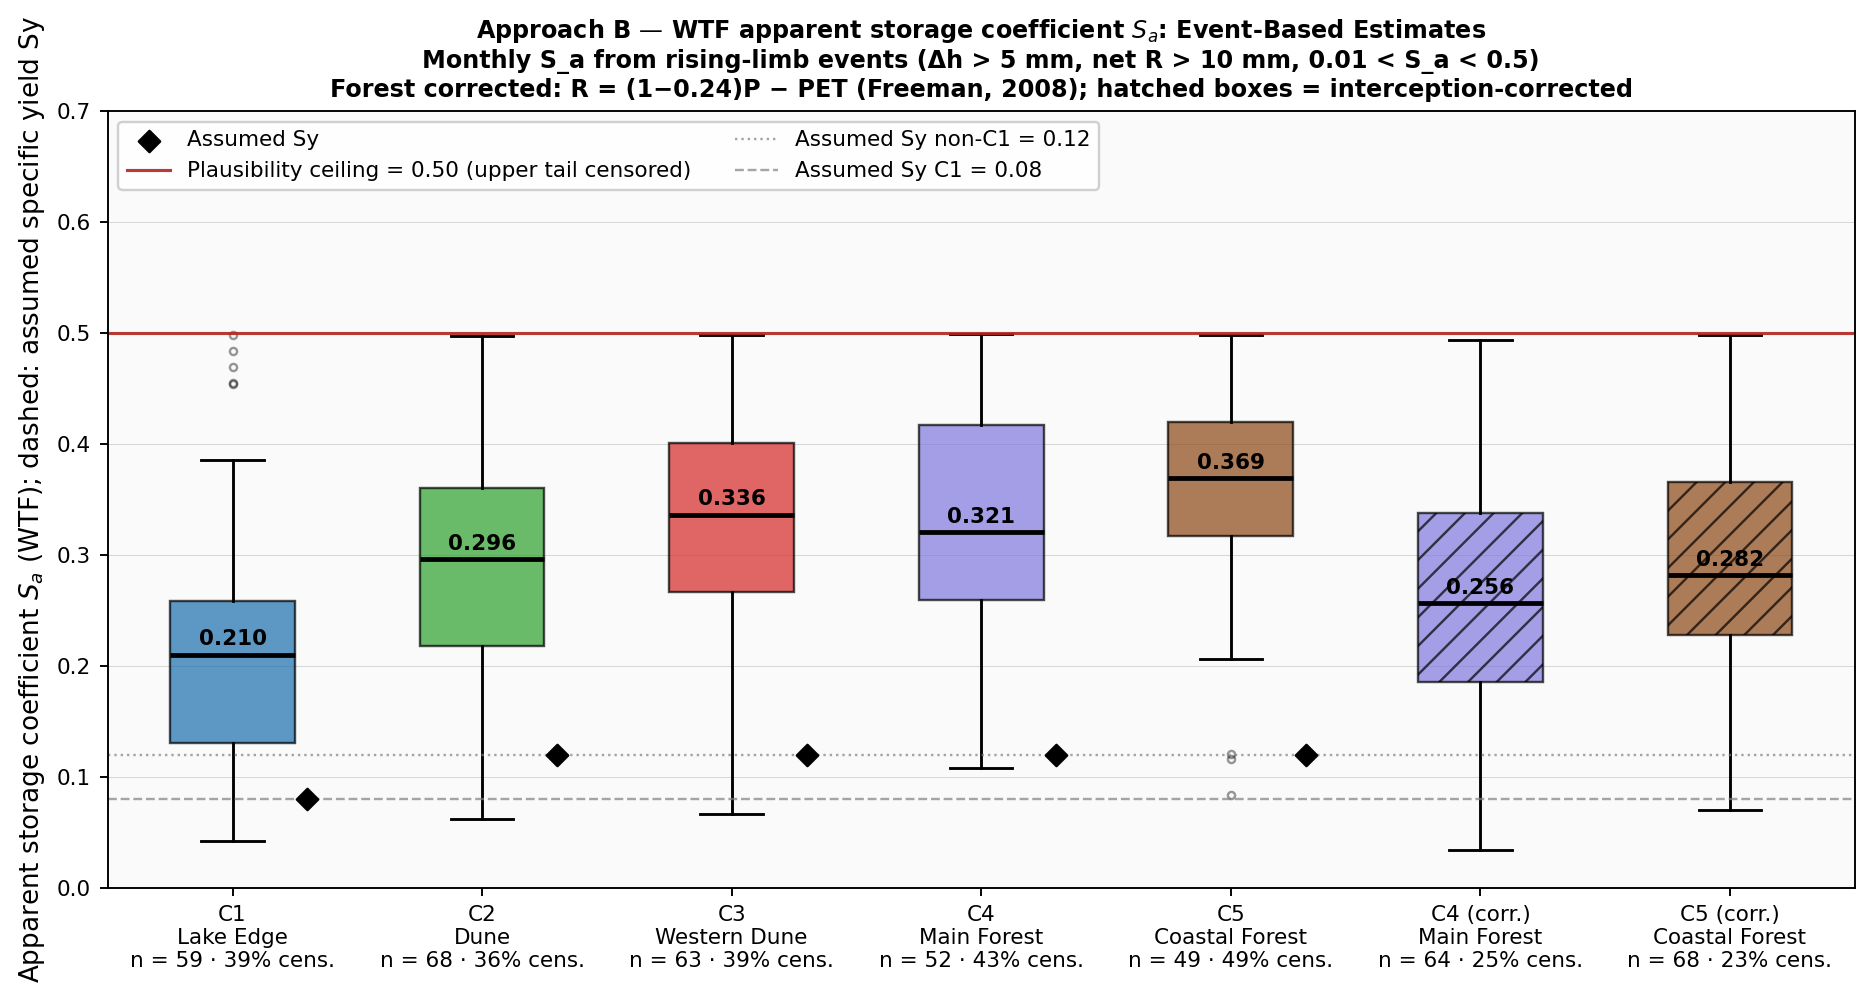 Approach B — WTF apparent storage coefficient Sₐ: Event-Based Estimates
Monthly S_a from rising-limb events (Δh > 5 mm, net R > 10 mm, 0.01 < S_a < 0.5)
Forest corrected: R = (1−0.24)P − PET (Freeman, 2008); hatched boxes = interception-corrected
Apparent storage coefficient Sₐ (WTF); dashed: assumed specific yield Sy
0.7
0.6
0.5
0.4
0.3
0.2
0.1
0.0
Assumed Sy
Plausibility ceiling = 0.50 (upper tail censored)
Assumed Sy non-C1 = 0.12
Assumed Sy C1 = 0.08
0.210
0.296
0.336
0.321
0.369
0.256
0.282
C1
Lake Edge
n = 59 · 39% cens.
C2
Dune
n = 68 · 36% cens.
C3
Western Dune
n = 63 · 39% cens.
C4
Main Forest
n = 52 · 43% cens.
C5
Coastal Forest
n = 49 · 49% cens.
C4 (corr.)
Main Forest
n = 64 · 25% cens.
C5 (corr.)
Coastal Forest
n = 68 · 23% cens.